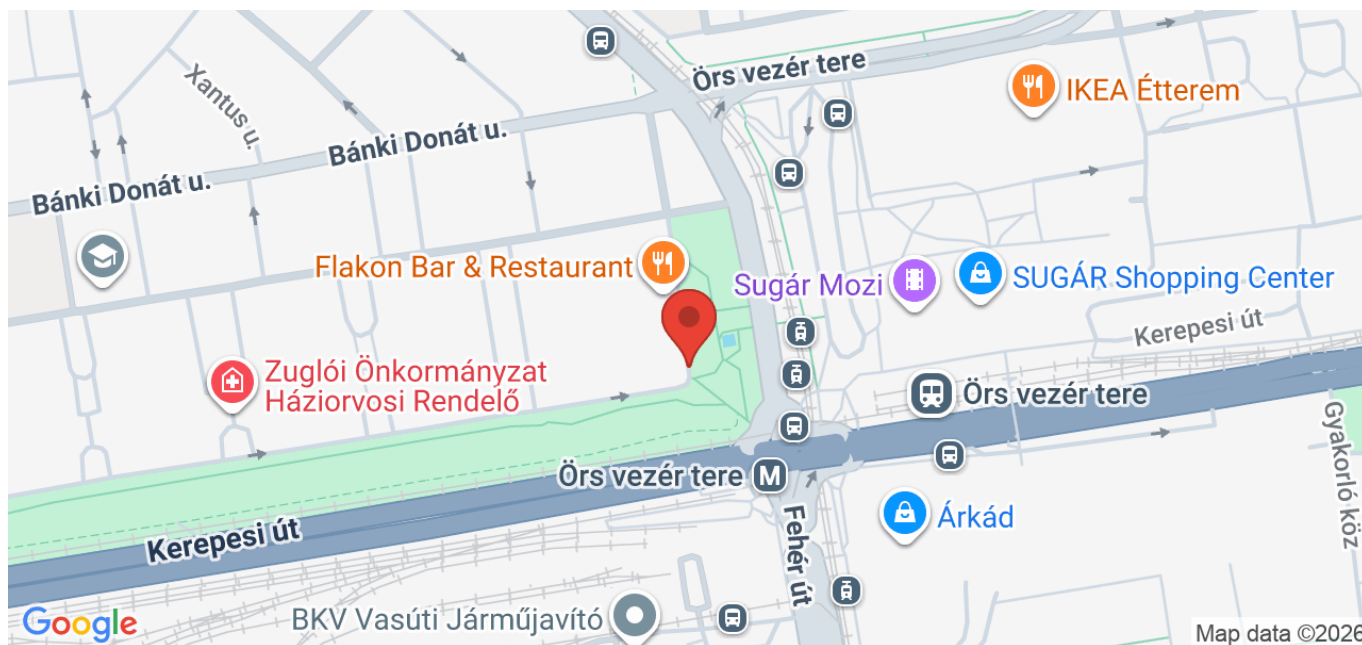 Xantus u.
Örs vezér tere
IKEA Étterem
Bánki Donát u.
Bánki Donát u.
Flakon Bar & Restaurant
Sugár Mozi
SUGÁR Shopping Center
Kerepesi út
Zuglói Önkormányzat
Háziorvosi Rendelő
Örs vezér tere
Gyakorló köz
Örs vezér tere
M
Árkád
Kerepesi út
Fehér út
BKV Vasúti Járműjavító
Google
Map data ©2026